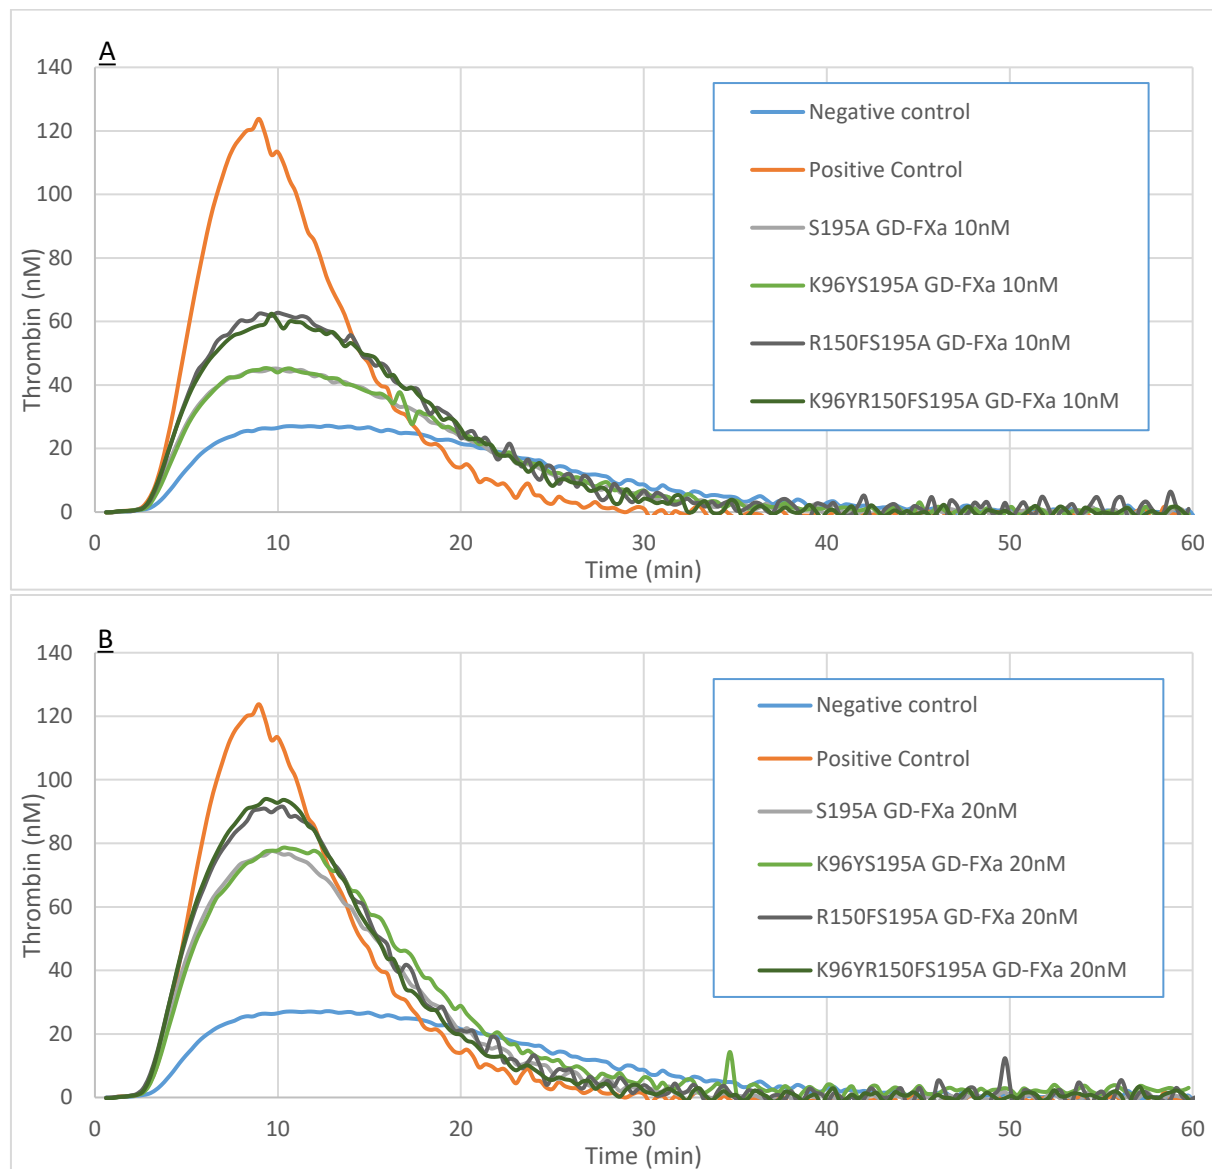 A
140
120
100
80
60
40
20
0
Thrombin (nM)
Negative control
Positive Control
S195A GD-FXa 10nM
K96YS195A GD-FXa 10nM
R150FS195A GD-FXa 10nM
K96YR150FS195A GD-FXa 10nM
0 10 20 30 40 50 60
Time (min)
B
140
120
100
80
60
40
20
0
Thrombin (nM)
Negative control
Positive Control
S195A GD-FXa 20nM
K96YS195A GD-FXa 20nM
R150FS195A GD-FXa 20nM
K96YR150FS195A GD-FXa 20nM
0 10 20 30 40 50 60
Time (min)